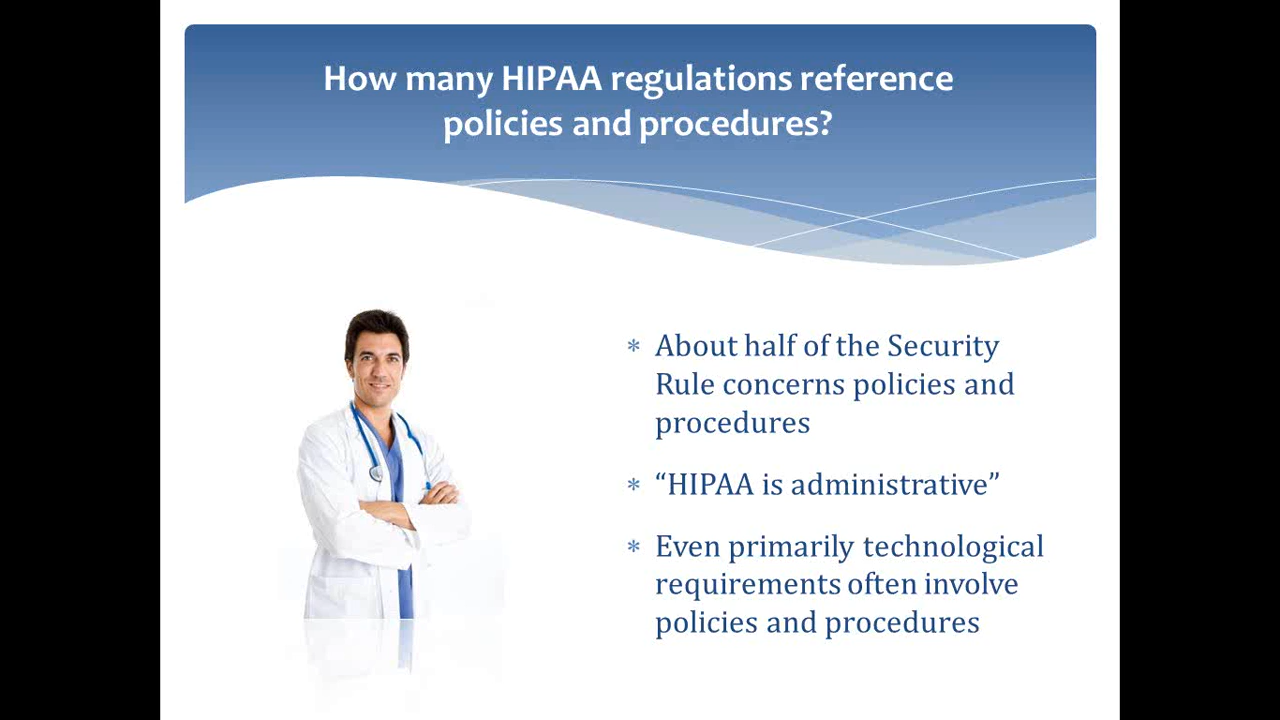 How many HIPAA regulations reference
policies and procedures?
* About half of the Security
Rule concerns policies and
procedures
* “HIPAA is administrative”
* Even primarily technological
requirements often involve
policies and procedures